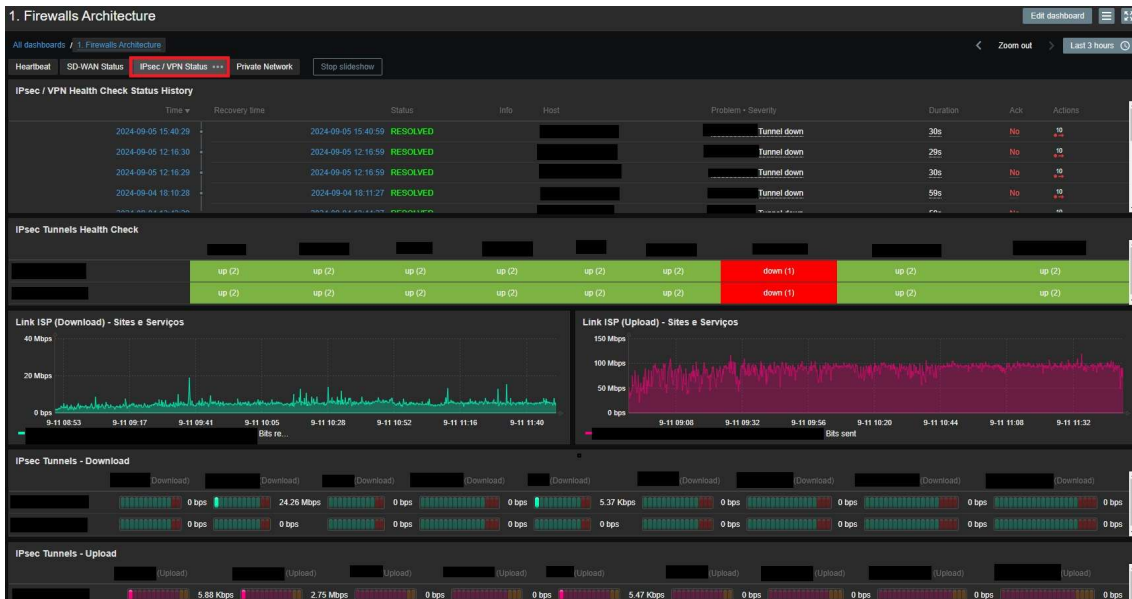 1. Firewalls Architecture
Edit dashboard
All dashboards / 1. Firewalls Architecture
< Zoom out > Last 3 hours
Heartbeat SD-WAN Status IPsec / VPN Status ••• Private Network Stop slideshow
IPsec / VPN Health Check Status History
Time ▼ Recovery time Status Info Host Problem • Severity Duration Ack Actions
2024-09-05 15:40:29 2024-09-05 15:40:59 RESOLVED Tunnel down 30s No 10
2024-09-05 12:16:30 2024-09-05 12:16:59 RESOLVED Tunnel down 29s No 10
2024-09-05 12:16:29 2024-09-05 12:16:59 RESOLVED Tunnel down 30s No 10
2024-09-04 18:10:28 2024-09-04 18:11:27 RESOLVED Tunnel down 59s No 10
IPsec Tunnels Health Check
up (2) up (2) up (2) up (2) up (2) up (2) down (1) up (2) up (2)
up (2) up (2) up (2) up (2) up (2) up (2) down (1) up (2) up (2)
Link ISP (Download) - Sites e Serviços
40 Mbps
20 Mbps
0 bps
9-11 08:53 9-11 09:17 9-11 09:41 9-11 10:05 9-11 10:28 9-11 10:52 9-11 11:16 9-11 11:40
Bits re...
Link ISP (Upload) - Sites e Serviços
150 Mbps
100 Mbps
50 Mbps
0 bps
9-11 09:08 9-11 09:32 9-11 09:56 9-11 10:20 9-11 10:44 9-11 11:08 9-11 11:32
Bits sent
IPsec Tunnels - Download
(Download) (Download) (Download) (Download) (Download) (Download) (Download) (Download) (Download)
0 bps 24.26 Mbps 0 bps 0 bps 5.37 Kbps 0 bps 0 bps 0 bps 0 bps
0 bps 0 bps 0 bps 0 bps 0 bps 0 bps 0 bps 0 bps 0 bps
IPsec Tunnels - Upload
(Upload) (Upload) (Upload) (Upload) (Upload) (Upload) (Upload) (Upload) (Upload)
5.88 Kbps 2.75 Mbps 0 bps 0 bps 5.47 Kbps 0 bps 0 bps 0 bps 0 bps